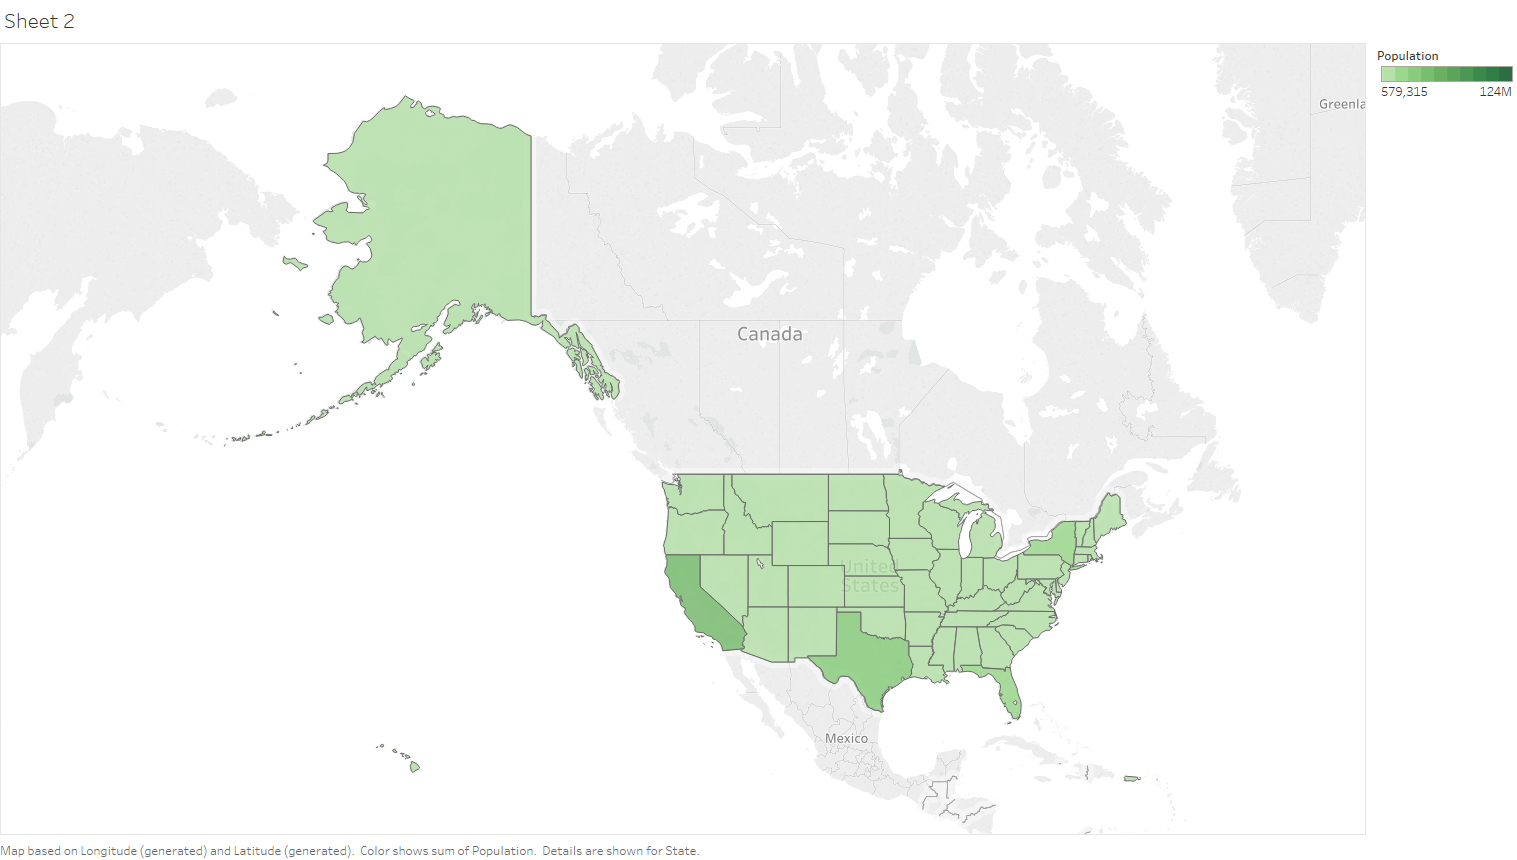 Sheet 2
Population
579,315 124M
Greenla
Canada
United
States
Mexico
Map based on Longitude (generated) and Latitude (generated).  Color shows sum of Population.  Details are shown for State.